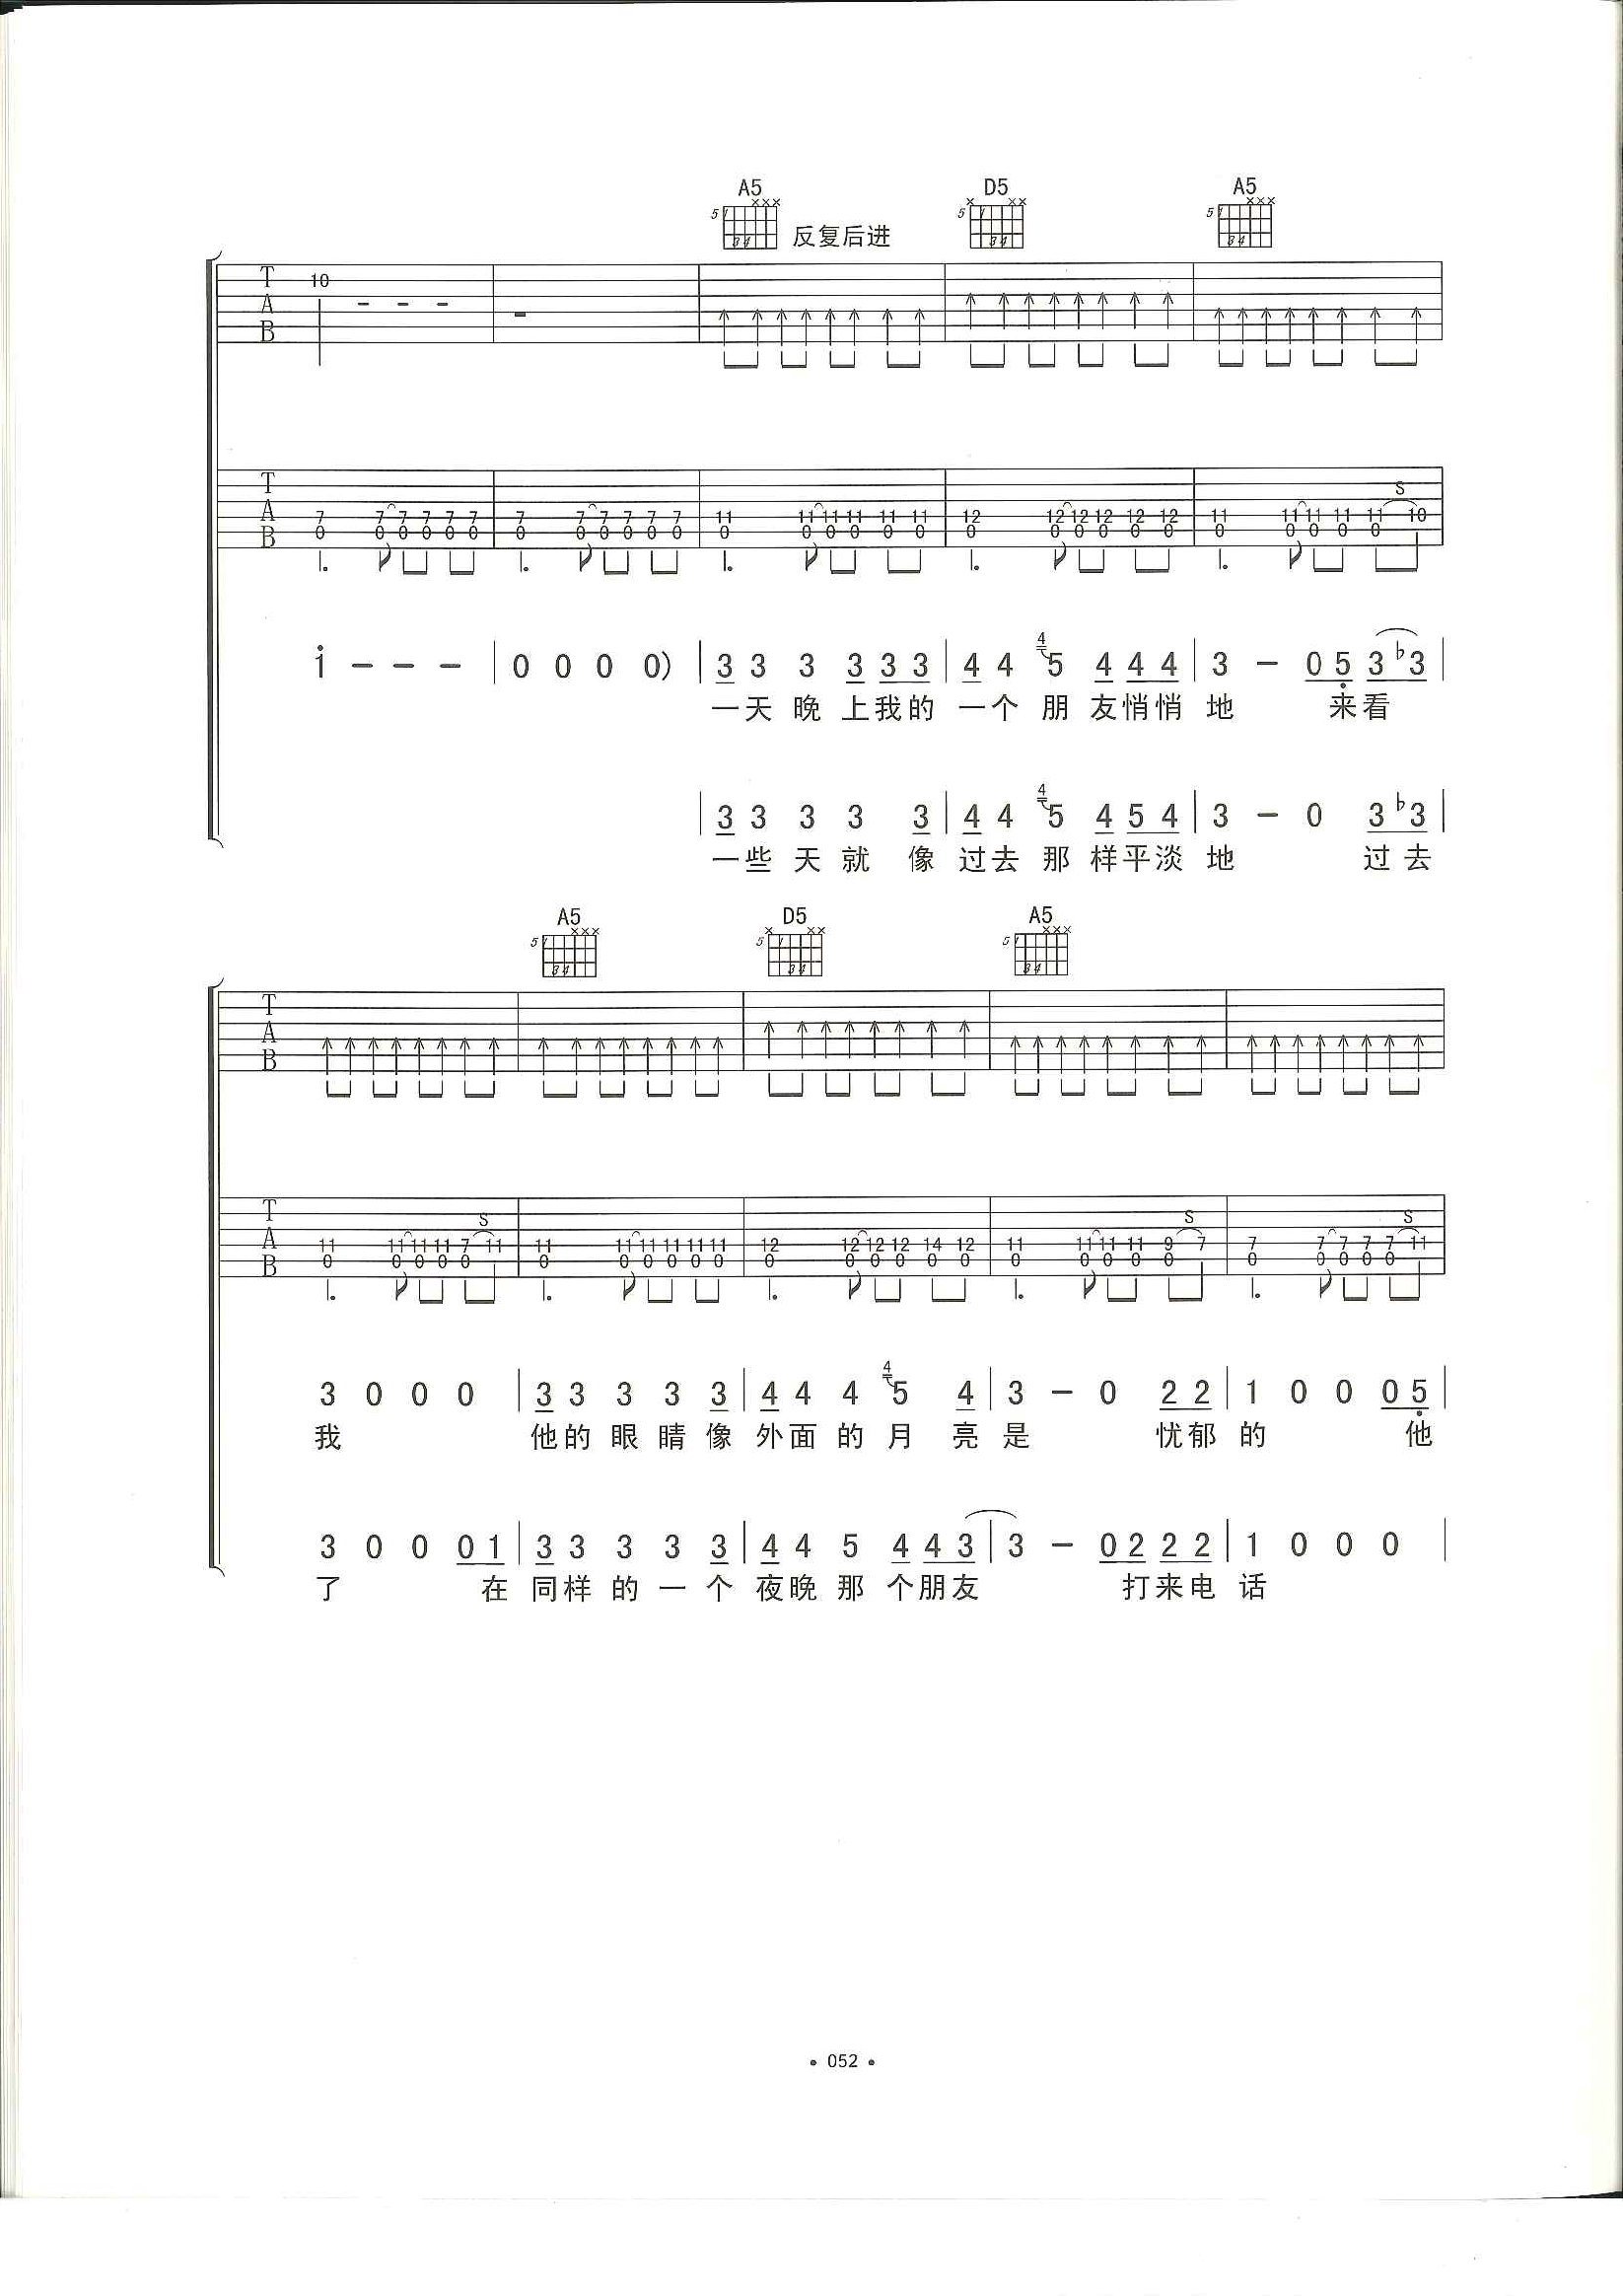 A5 D5 A5
5 反复后进 5 5
T A B 10
S
T A B 7 7 7 7 7 7 7 7 7 7 7 7 11 11 11 11 11 11 12 12 12 12 12 12 11 11 11 11 11 10
0 0 0 0 0 0 0 0 0 0 0 0 0 0 0 0 0 0 0 0 0 0 0 0 0 0 0 0 0
1 - - - | 0 0 0 0) | 3 3 3 3 3 3 | 4 4 4 5 4 4 4 | 3 - 0 5 3 ♭3 |
一天 晚 上我的 一个 朋 友悄悄 地 来看
| 3 3 3 3 3 | 4 4 4 5 4 5 4 | 3 - 0 3 ♭3 |
一些 天 就 像 过去 那 样平淡 地 过去
A5 D5 A5
5 5 5
T A B
S S S
T A B 11 11 11 11 7 11 11 11 11 11 11 11 12 12 12 12 14 12 11 11 11 11 9 7 7 7 7 7 7 11
0 0 0 0 0 0 0 0 0 0 0 0 0 0 0 0 0 0 0 0 0 0 0 0 0 0 0
3 0 0 0 | 3 3 3 3 3 | 4 4 4 4 5 4 | 3 - 0 2 2 | 1 0 0 0 5 |
我 他的 眼 睛 像 外面 的 月 亮 是 忧郁 的 他
3 0 0 0 1 | 3 3 3 3 3 | 4 4 5 4 4 3 | 3 - 0 2 2 2 | 1 0 0 0 |
了 在 同样 的 一 个 夜晚 那 个朋友 打来电 话
• 052 •